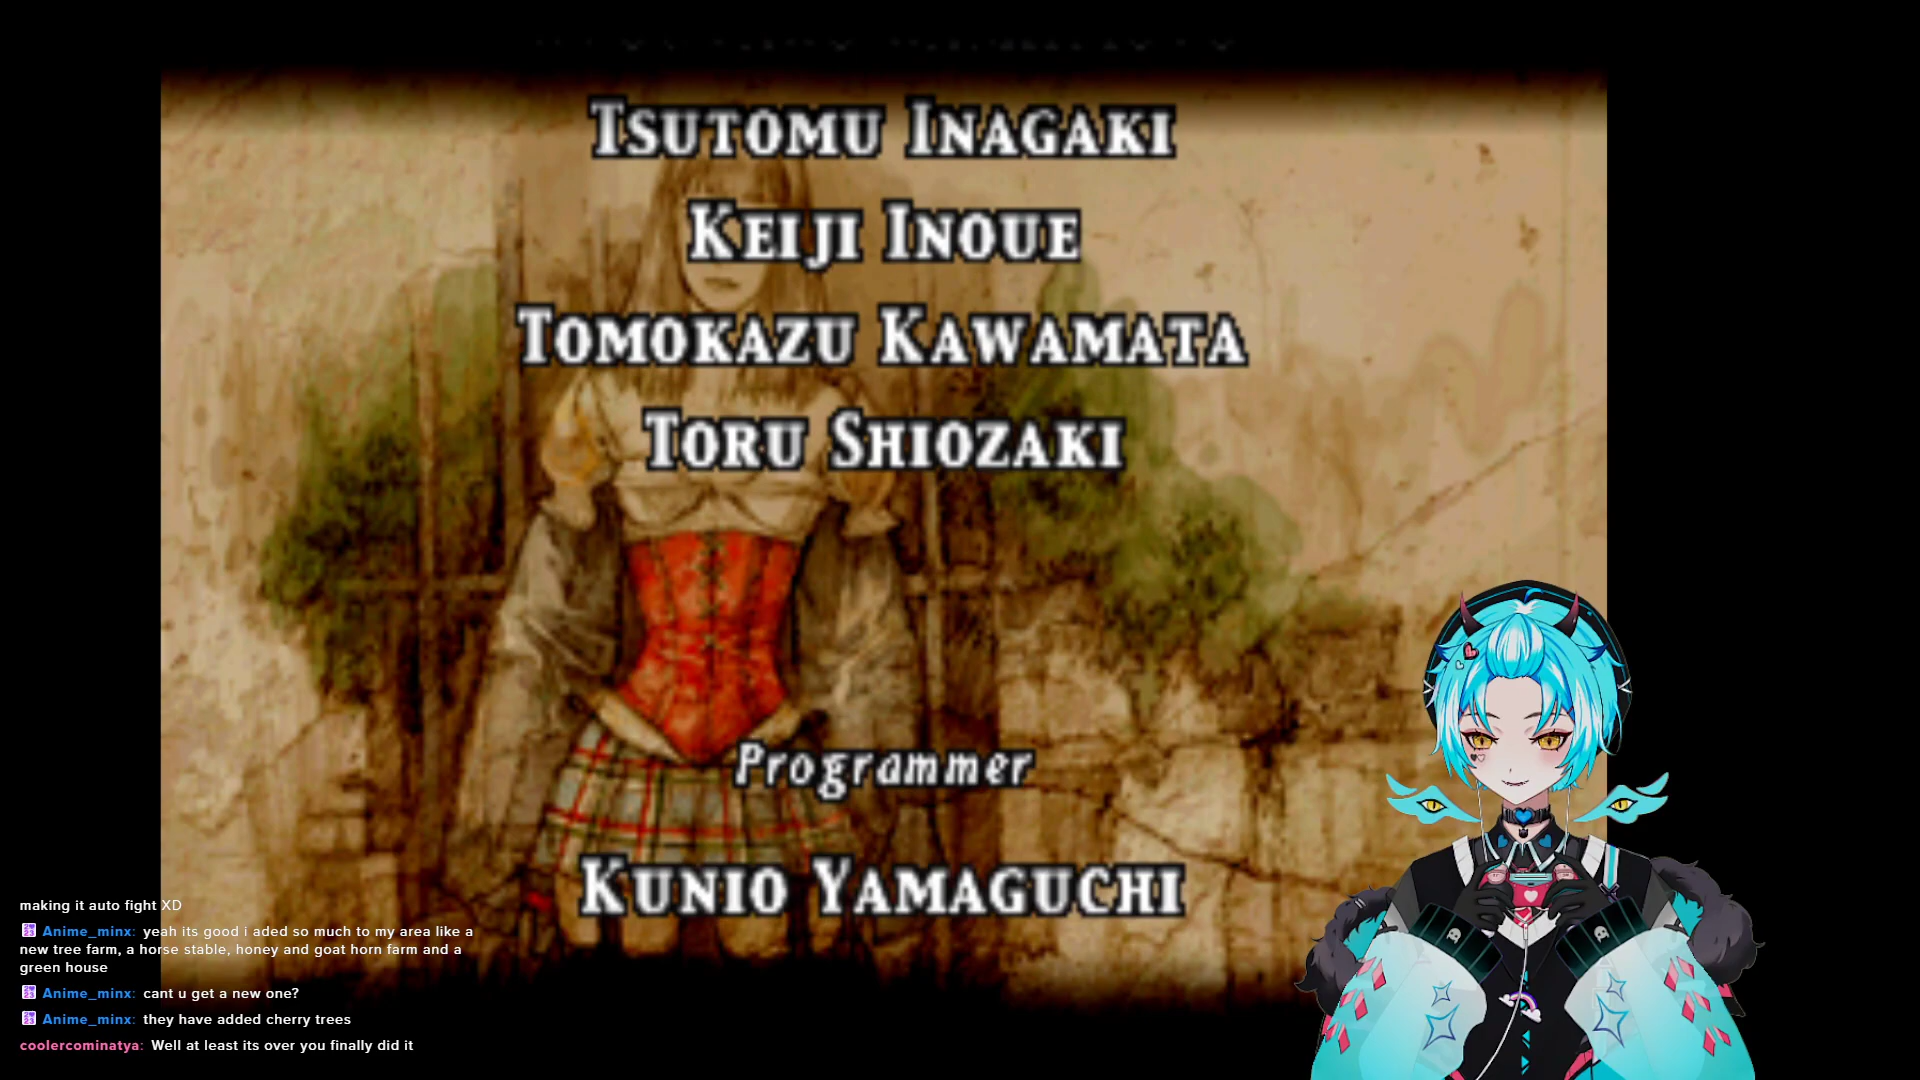 TSUTOMU INAGAKI
KEIJI INOUE
TOMOKAZU KAWAMATA
TORU SHIOZAKI
Programmer
KUNIO YAMAGUCHI
making it auto fight XD
Anime_minx: yeah its good i aded so much to my area like a
new tree farm, a horse stable, honey and goat horn farm and a
green house
Anime_minx: cant u get a new one?
Anime_minx: they have added cherry trees
coolercominatya: Well at least its over you finally did it